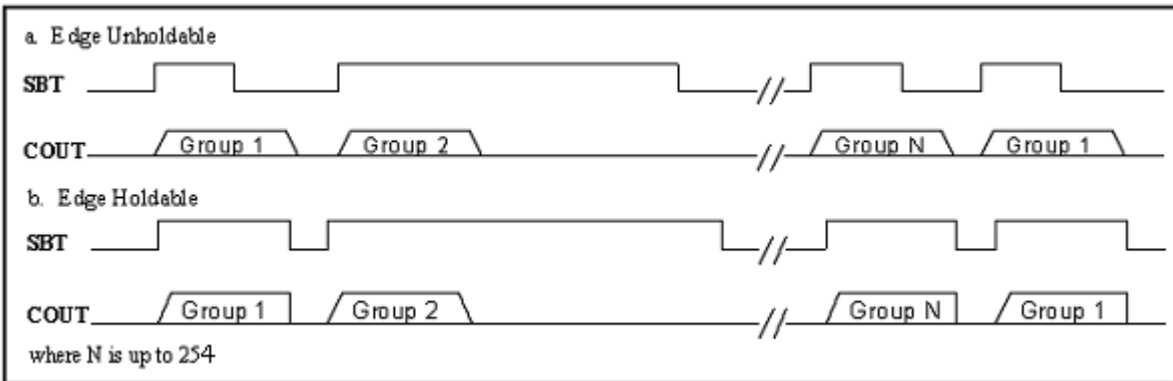 a. Edge Unholdable
SBT
COUT Group 1 Group 2 Group N Group 1
b. Edge Holdable
SBT
COUT Group 1 Group 2 Group N Group 1
where N is up to 254